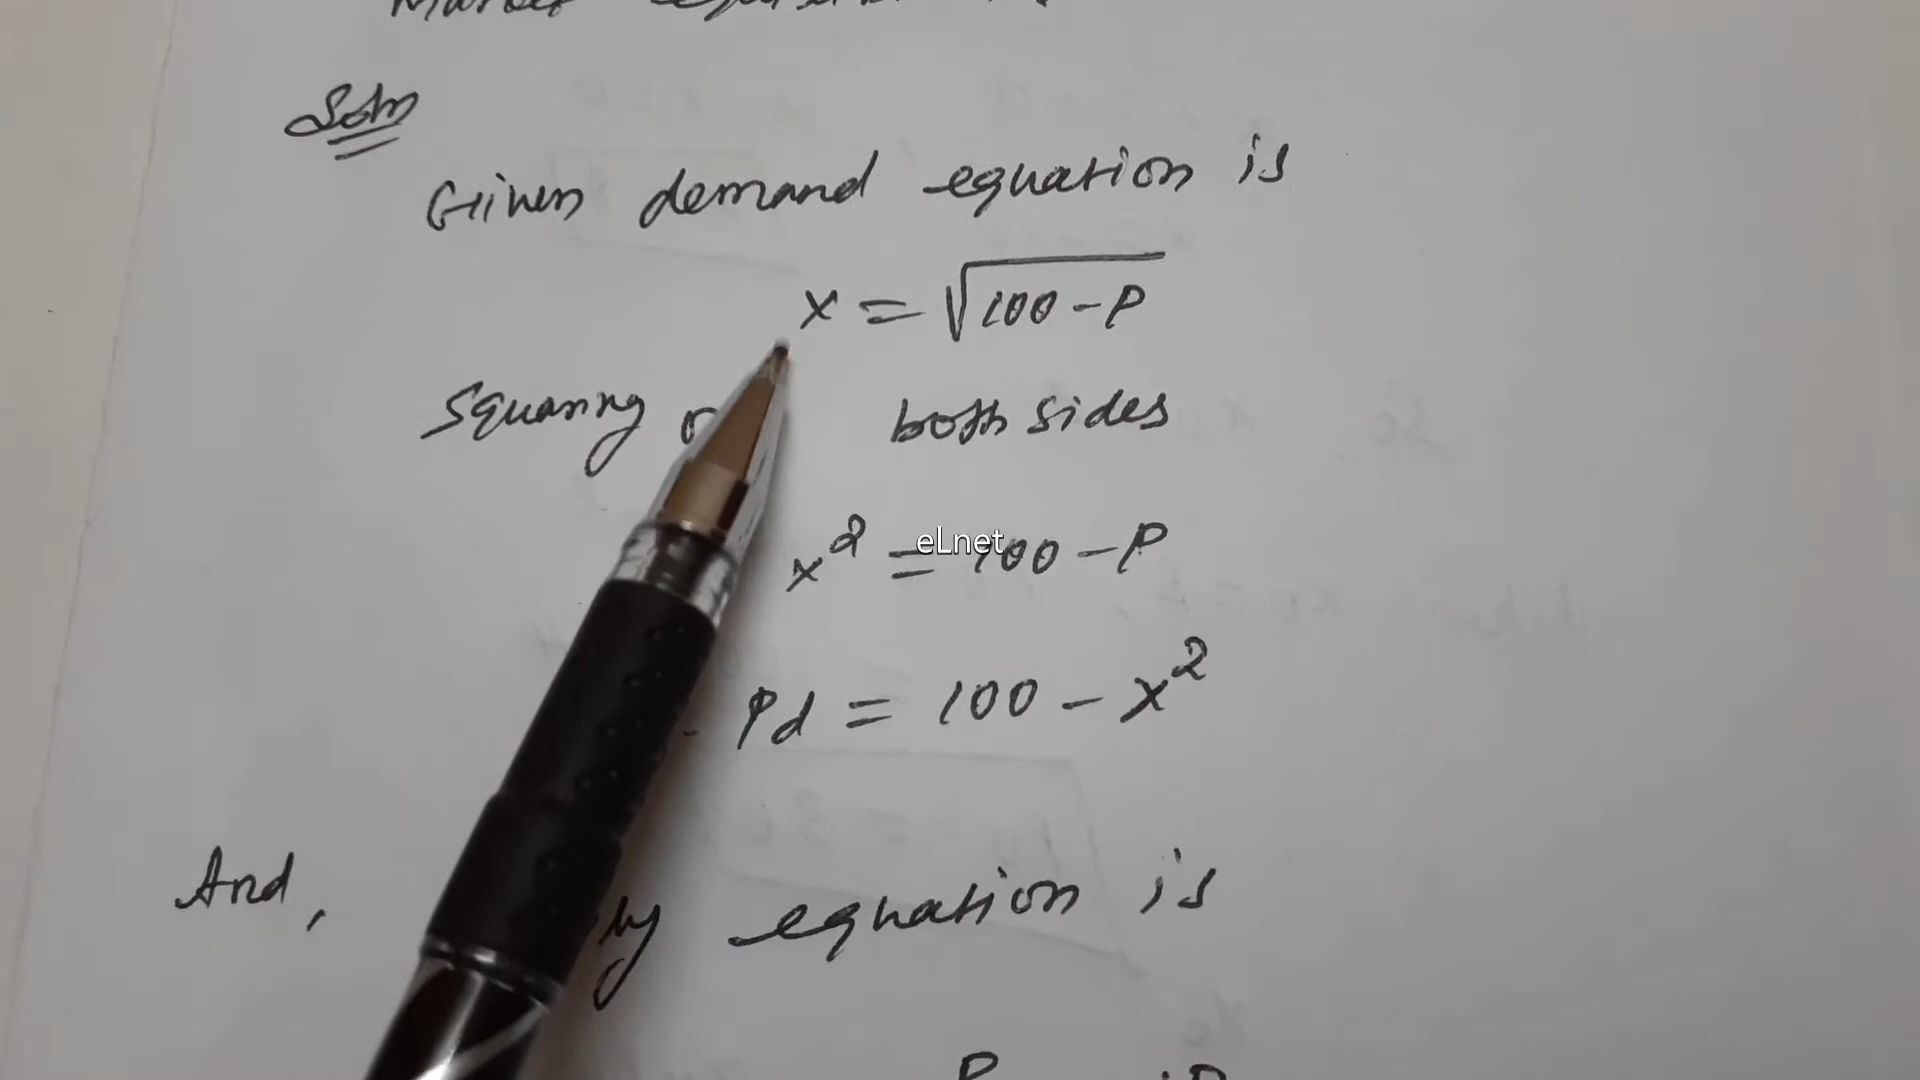 Soln
Given demand equation is
x = √100 - P
Squaring both sides
x² = 100 - P
eLnet
Pd = 100 - x²
And, equation is